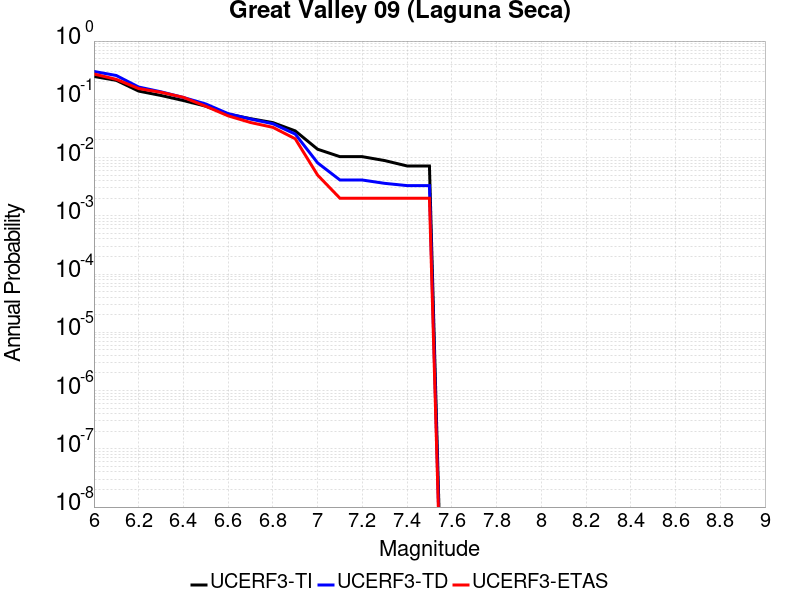 Great Valley 09 (Laguna Seca)
10^0
10^-1
10^-2
10^-3
10^-4
10^-5
10^-6
10^-7
10^-8
Annual Probability
6 6.2 6.4 6.6 6.8 7 7.2 7.4 7.6 7.8 8 8.2 8.4 8.6 8.8 9
Magnitude
UCERF3-TI UCERF3-TD UCERF3-ETAS